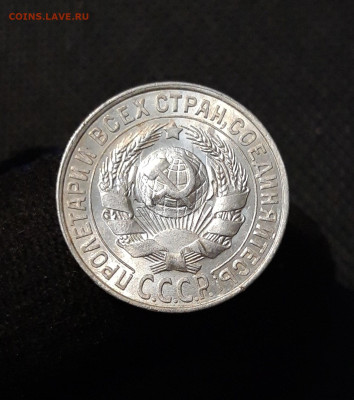 COINS.LAVE.RU
ПРОЛЕТАРИИ ВСЕХ СТРАН, СОЕДИНЯЙТЕСЬ
С.С.С.Р.